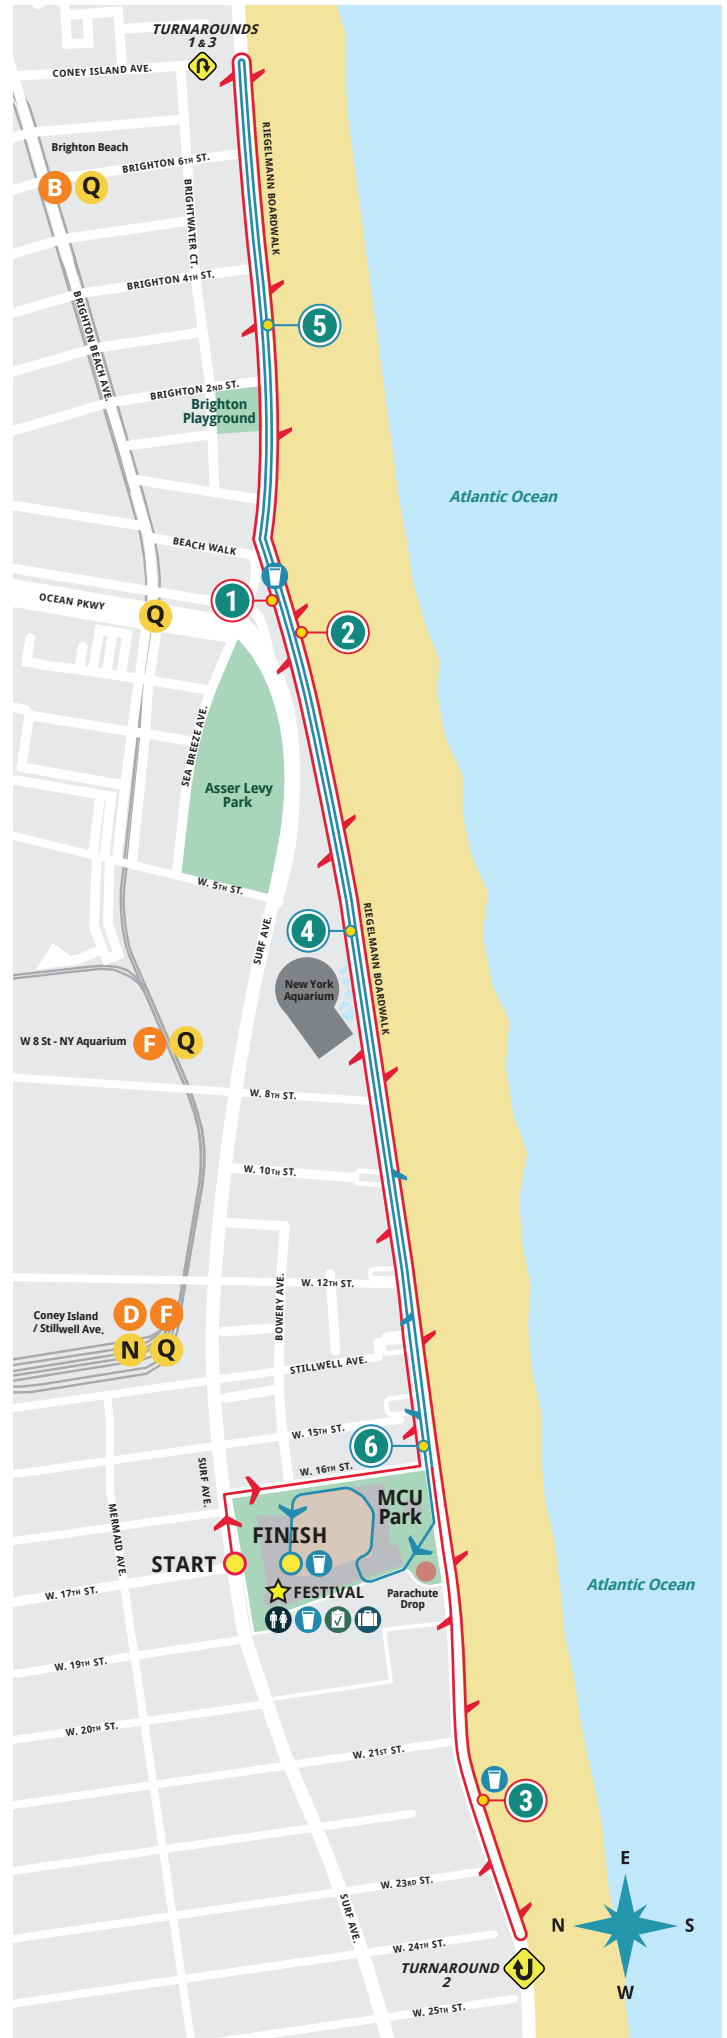 TURNAROUNDS
1 & 3
CONEY ISLAND AVE.
RIEGELMANN BOARDWALK
Brighton Beach
BRIGHTON 6TH ST.
B Q
BRIGHTWATER CT.
BRIGHTON 4TH ST.
BRIGHTON BEACH AVE.
5
BRIGHTON 2ND ST.
Brighton
Playground
Atlantic Ocean
BEACH WALK
OCEAN PKWY
Q
1
2
SEA BREEZE AVE.
Asser Levy
Park
W. 5TH ST.
SURF AVE.
4
RIEGELMANN BOARDWALK
New York
Aquarium
W 8 St - NY Aquarium
F Q
W. 8TH ST.
W. 10TH ST.
W. 12TH ST.
BOWERY AVE.
Coney Island
/ Stillwell Ave.
D F
N Q
STILLWELL AVE.
W. 15TH ST.
6
W. 16TH ST.
SURF AVE.
MCU
Park
MERMAID AVE.
FINISH
START
FESTIVAL
Parachute
Drop
Atlantic Ocean
W. 17TH ST.
W. 19TH ST.
W. 20TH ST.
W. 21ST ST.
3
W. 23RD ST.
SURF AVE.
W. 24TH ST.
TURNAROUND
2
W. 25TH ST.
E
N
S
W